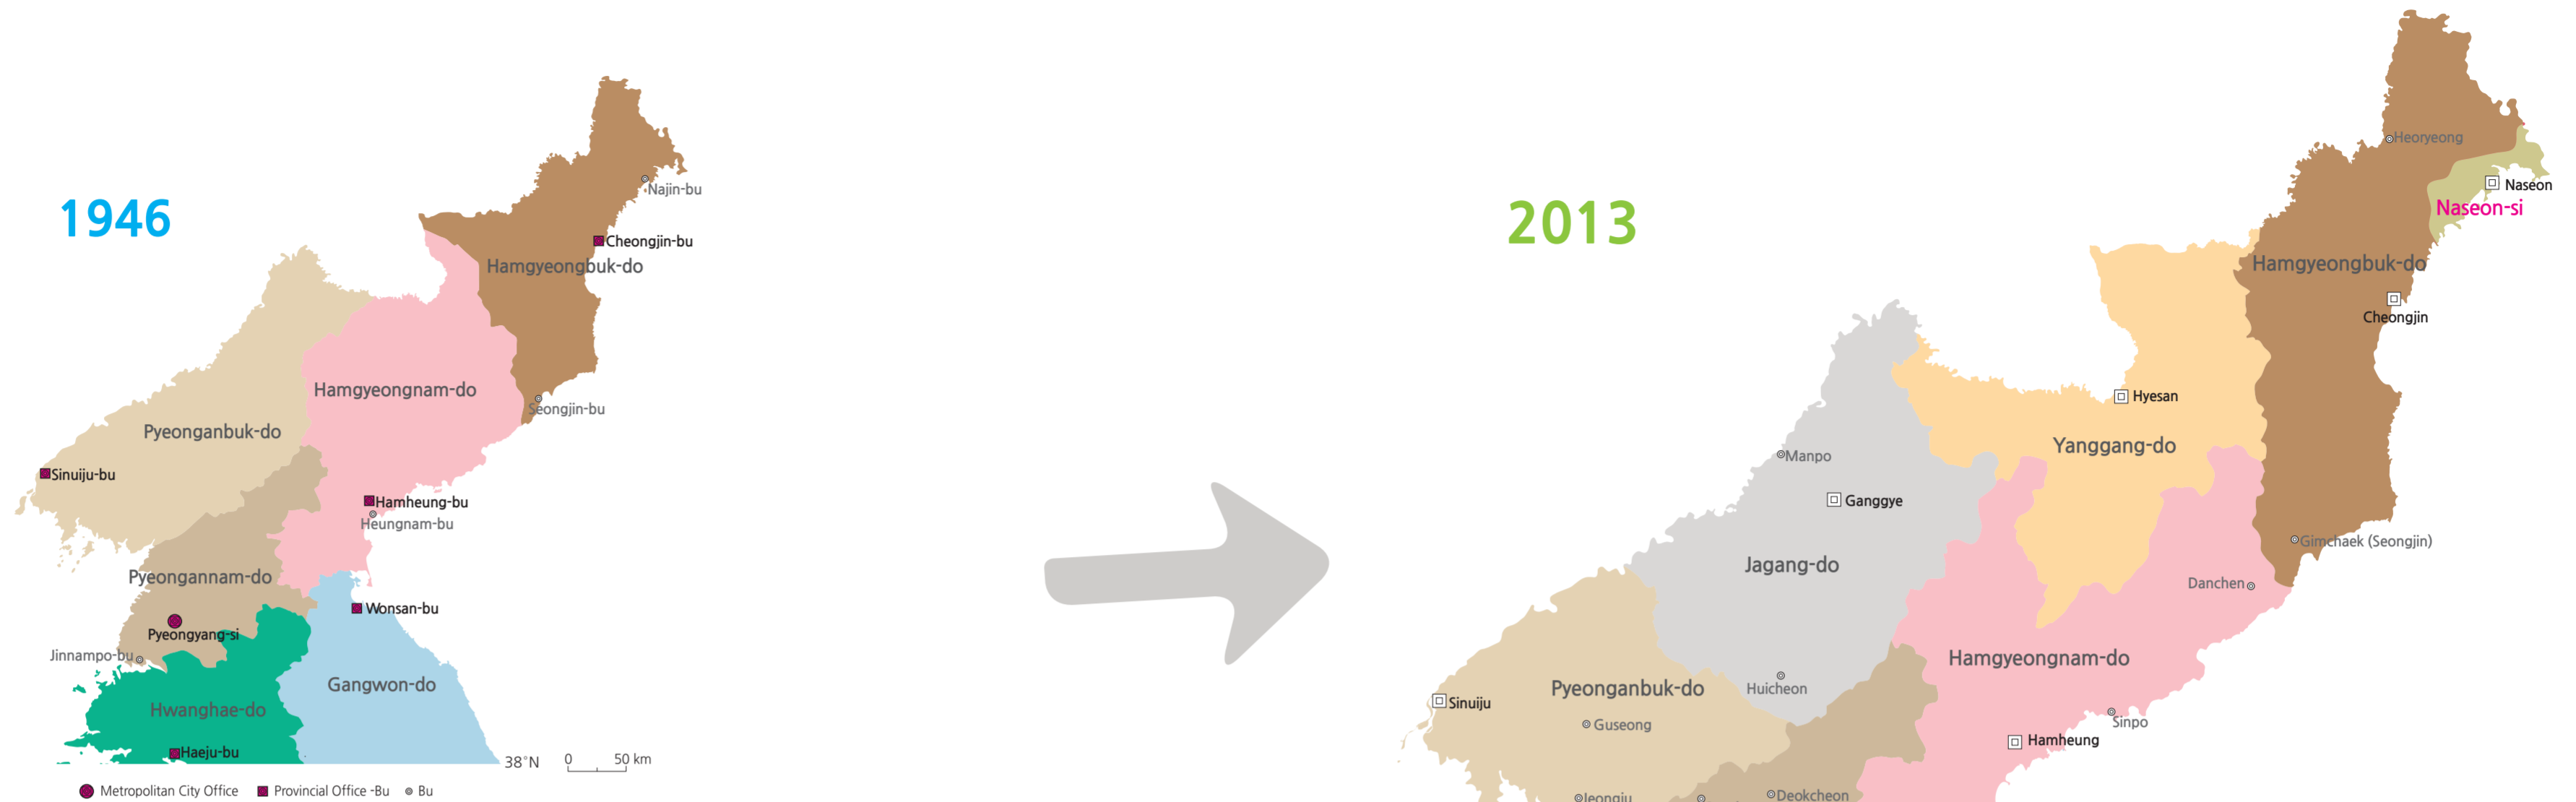 1946
Najin-bu
Cheongjin-bu
Hamgyeongbuk-do
Hamgyeongnam-do
Seongjin-bu
Pyeonganbuk-do
Sinuiju-bu
Hamheung-bu
Heungnam-bu
Pyeongannam-do
Wonsan-bu
Pyeongyang-si
Jinnampo-bu
Gangwon-do
Hwanghae-do
Haeju-bu
38°N
0 50 km
Metropolitan City Office
Provincial Office -Bu
Bu
2013
Heoryeong
Naseon
Naseon-si
Hamgyeongbuk-do
Cheongjin
Hyesan
Yanggang-do
Manpo
Ganggye
Gimchaek (Seongjin)
Jagang-do
Danchen
Hamgyeongnam-do
Huicheon
Pyeonganbuk-do
Sinuiju
Guseong
Sinpo
Hamheung
Jeongju
Deokcheon